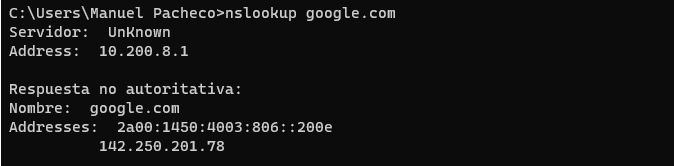 C:\Users\Manuel Pacheco>nslookup google.com
Servidor:  UnKnown
Address:  10.200.8.1

Respuesta no autoritativa:
Nombre:  google.com
Addresses:  2a00:1450:4003:806::200e
          142.250.201.78